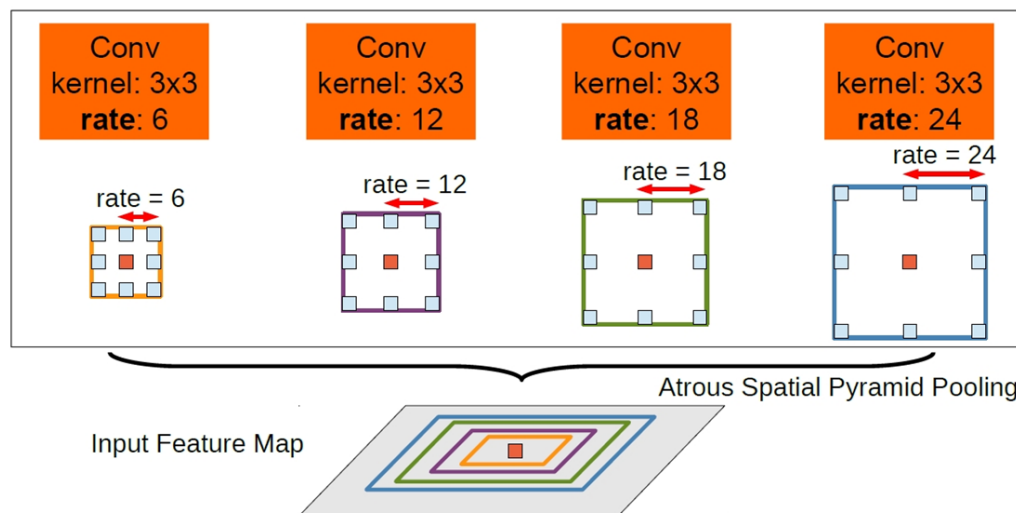 Conv
kernel: 3x3
rate: 6
Conv
kernel: 3x3
rate: 12
Conv
kernel: 3x3
rate: 18
Conv
kernel: 3x3
rate: 24
rate = 6
rate = 12
rate = 18
rate = 24
Atrous Spatial Pyramid Pooling
Input Feature Map